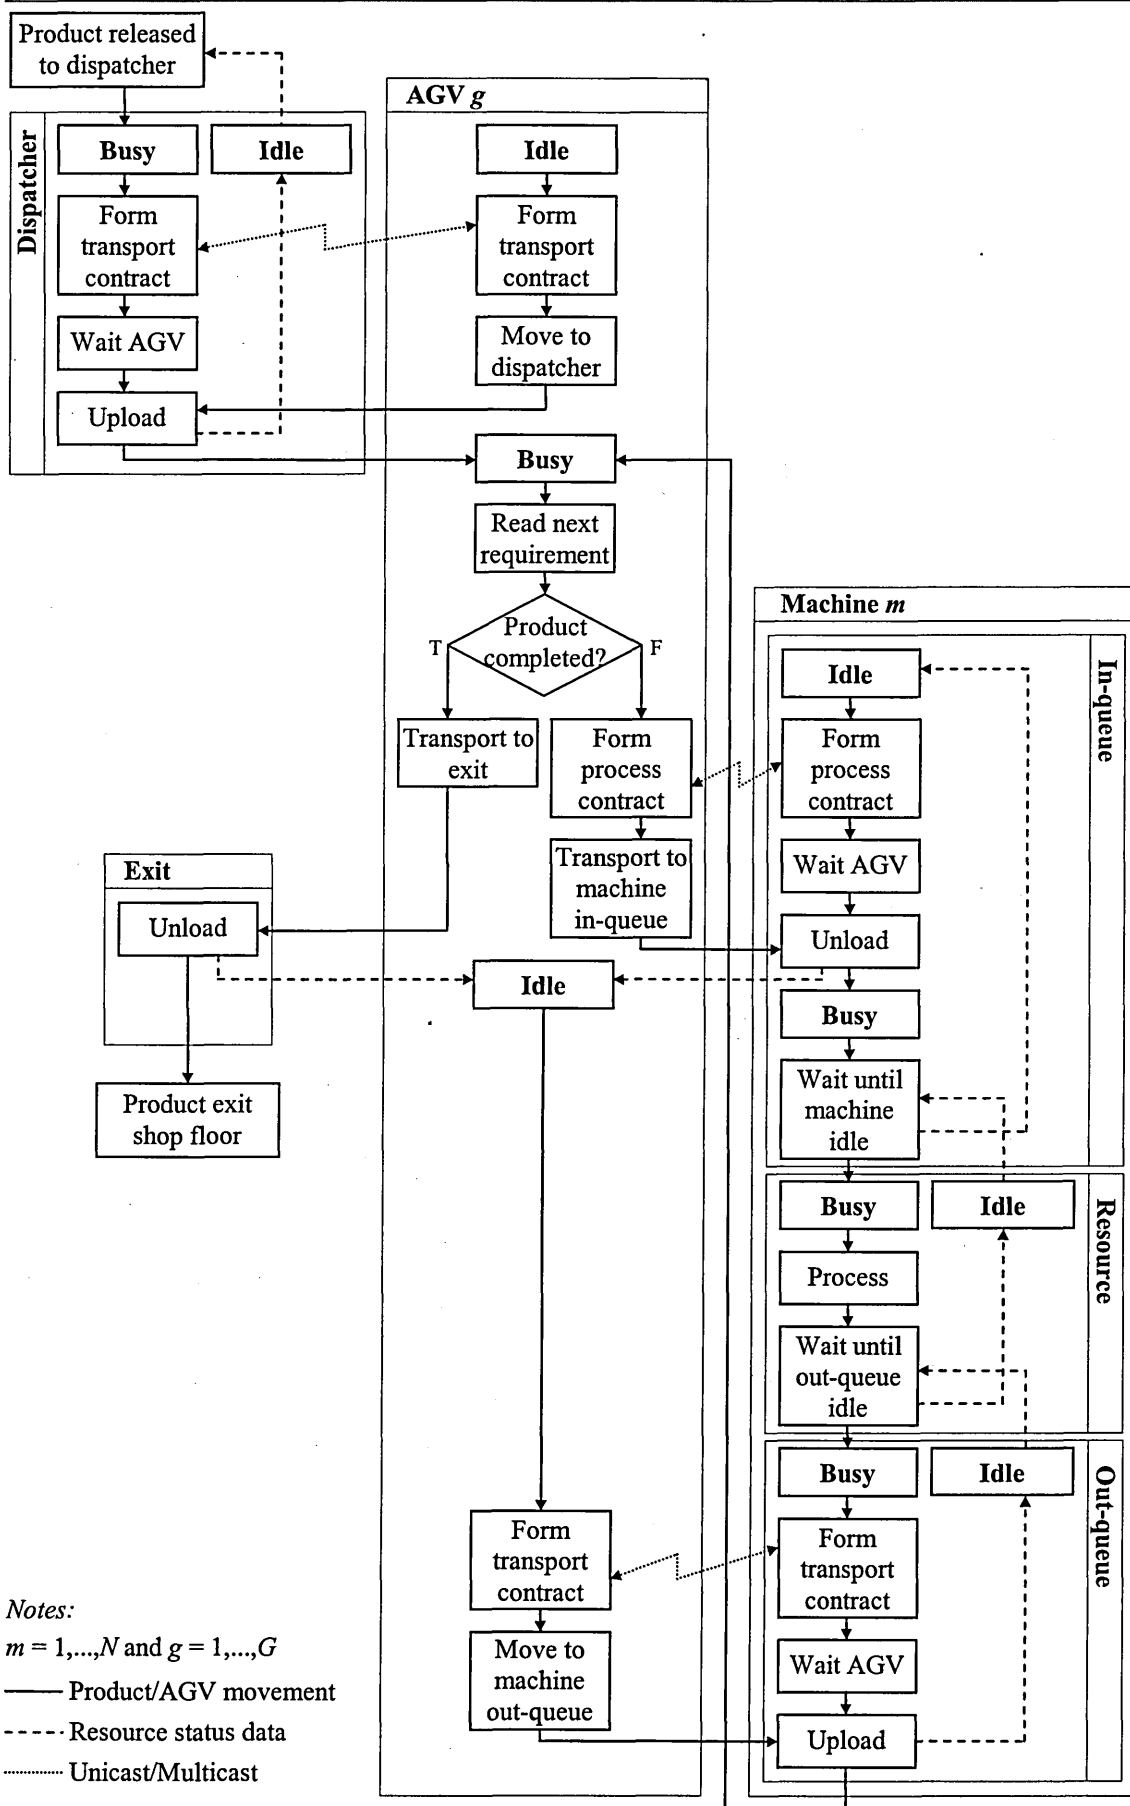 Product released
to dispatcher
Dispatcher
Busy
Idle
Form
transport
contract
Wait AGV
Upload
AGV g
Idle
Form
transport
contract
Move to
dispatcher
Busy
Read next
requirement
Product
completed?
T
F
Transport to
exit
Form
process
contract
Transport to
machine
in-queue
Exit
Unload
Product exit
shop floor
Idle
Form
transport
contract
Move to
machine
out-queue
Machine m
In-queue
Idle
Form
process
contract
Wait AGV
Unload
Busy
Wait until
machine
idle
Resource
Busy
Idle
Process
Wait until
out-queue
idle
Out-queue
Busy
Idle
Form
transport
contract
Wait AGV
Upload
Notes:
m = 1,...,N and g = 1,...,G
Product/AGV movement
Resource status data
Unicast/Multicast